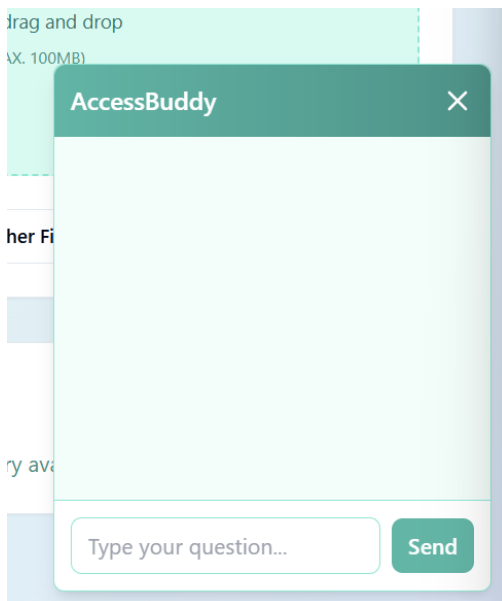 drag and drop
AX. 100MB)
AccessBuddy
her Fi
ry ava
Type your question...
Send